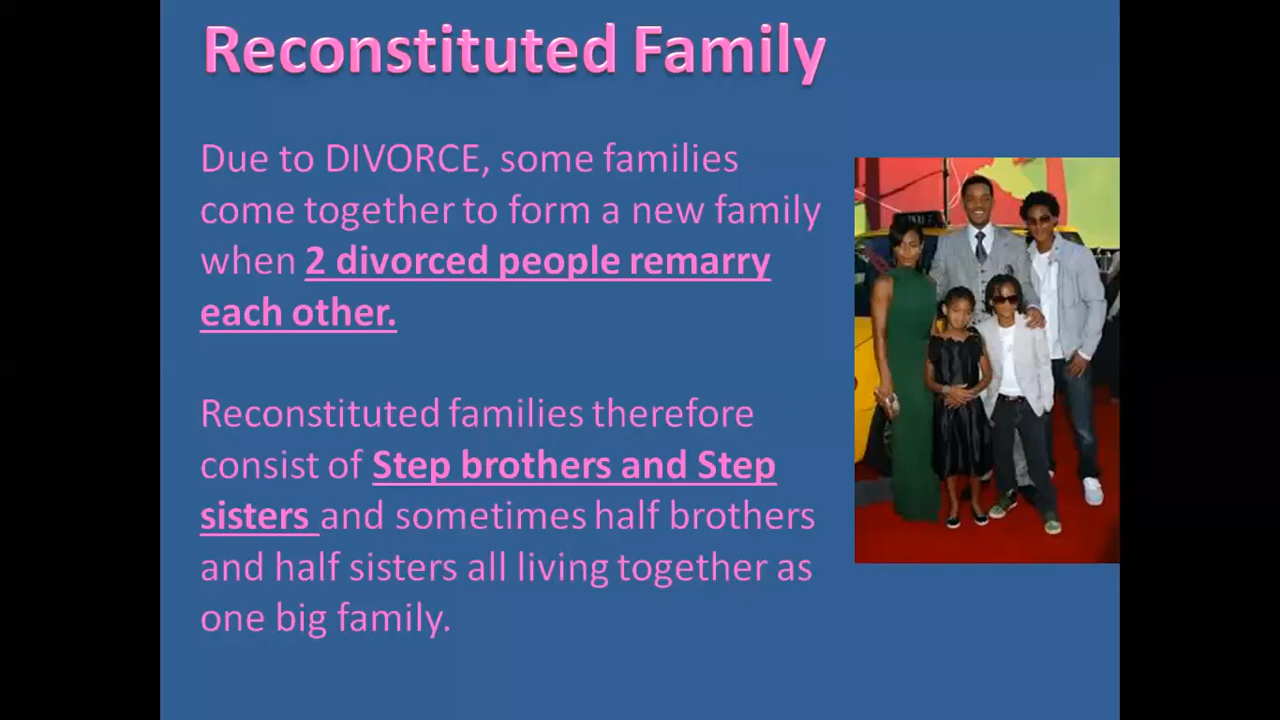 Reconstituted Family
Due to DIVORCE, some families
come together to form a new family
when 2 divorced people remarry
each other.
Reconstituted families therefore
consist of Step brothers and Step
sisters and sometimes half brothers
and half sisters all living together as
one big family.